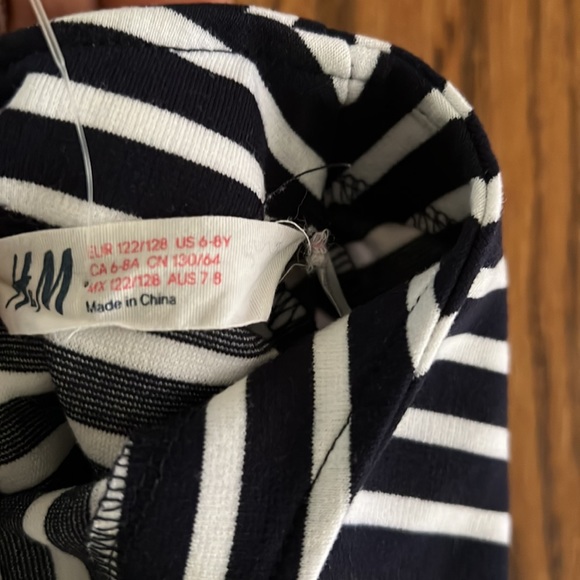 H&M
EUR 122/128 US 6-8Y
CA 6-8A CN 130/64
MX 122/128 AUS 7 8
Made in China